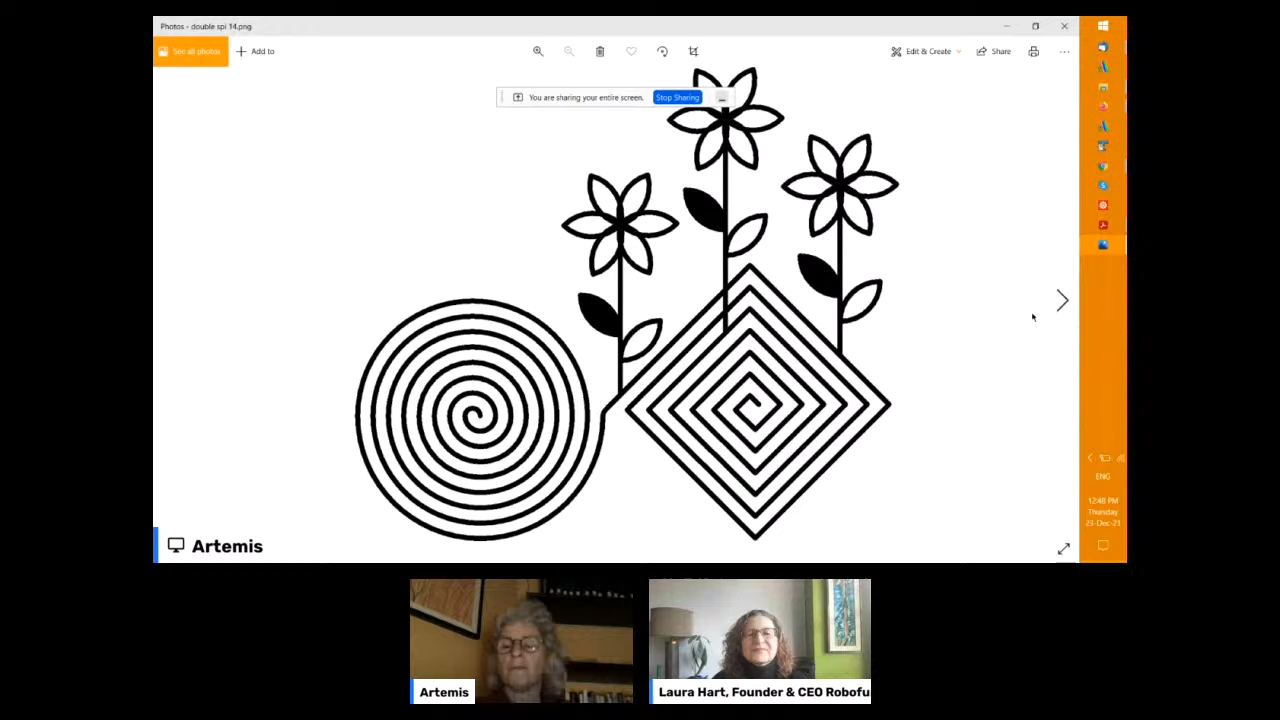 Photos - double spi 14.png
See all photos
Add to
Edit & Create
Share
You are sharing your entire screen.
Stop Sharing
ENG
12:48 PM
Thursday
23-Dec-21
Artemis
Artemis
Laura Hart, Founder & CEO Robofu